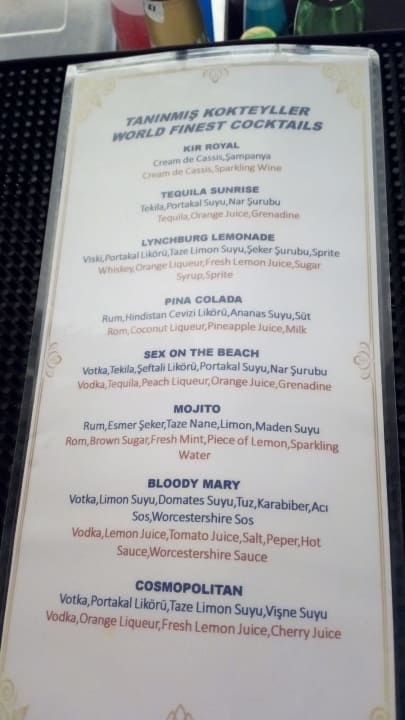 TANINMIŞ KOKTEYLLER
WORLD FINEST COCKTAILS
KIR ROYAL
Cream de Cassis,Şampanya
Cream de Cassis,Sparkling Wine
TEQUILA SUNRISE
Tekila,Portakal Suyu,Nar Şurubu
Tequila,Orange Juice,Grenadine
LYNCHBURG LEMONADE
Viski,Portakal Likörü,Taze Limon Suyu,Şeker Şurubu,Sprite
Whiskey,Orange Liqueur,Fresh Lemon Juice,Sugar
Syrup,Sprite
PINA COLADA
Rum,Hindistan Cevizi Likörü,Ananas Suyu,Süt
Rom,Coconut Liqueur,Pineapple Juice,Milk
SEX ON THE BEACH
Votka,Tekila,Şeftali Likörü,Portakal Suyu,Nar Şurubu
Vodka,Tequila,Peach Liqueur,Orange Juice,Grenadine
MOJITO
Rum,Esmer Şeker,Taze Nane,Limon,Maden Suyu
Rom,Brown Sugar,Fresh Mint,Piece of Lemon,Sparkling
Water
BLOODY MARY
Votka,Limon Suyu,Domates Suyu,Tuz,Karabiber,Acı
Sos,Worcestershire Sos
Vodka,Lemon Juice,Tomato Juice,Salt,Peper,Hot
Sauce,Worcestershire Sauce
COSMOPOLITAN
Votka,Portakal Likörü,Taze Limon Suyu,Vişne Suyu
Vodka,Orange Liqueur,Fresh Lemon Juice,Cherry Juice